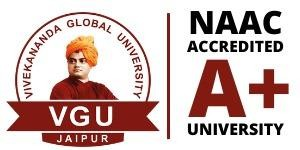 VIVEKANANDA GLOBAL UNIVERSITY
VGU
JAIPUR
NAAC
ACCREDITED
A+
UNIVERSITY